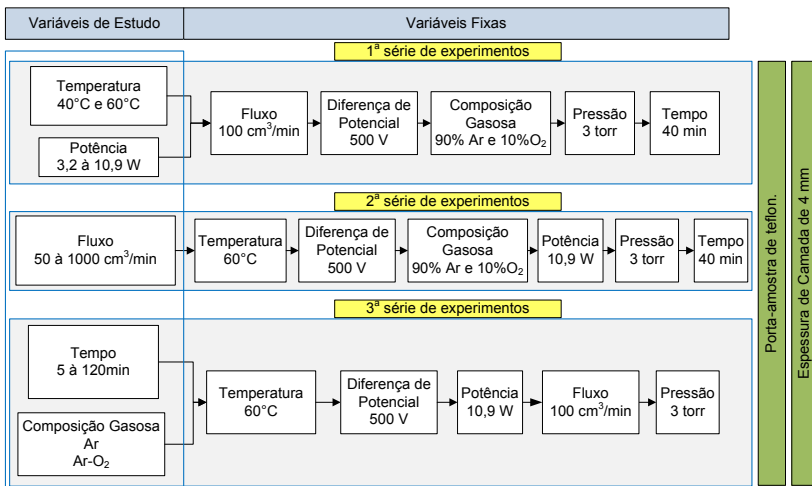 Variáveis de Estudo
Variáveis Fixas
1ª série de experimentos
Temperatura
40°C e 60°C
Potência
3,2 à 10,9 W
Fluxo
100 cm³/min
Diferença de
Potencial
500 V
Composição
Gasosa
90% Ar e 10%O₂
Pressão
3 torr
Tempo
40 min
2ª série de experimentos
Fluxo
50 à 1000 cm³/min
Temperatura
60°C
Diferença de
Potencial
500 V
Composição
Gasosa
90% Ar e 10%O₂
Potência
10,9 W
Pressão
3 torr
Tempo
40 min
3ª série de experimentos
Tempo
5 à 120min
Composição Gasosa
Ar
Ar-O₂
Temperatura
60°C
Diferença de
Potencial
500 V
Potência
10,9 W
Fluxo
100 cm³/min
Pressão
3 torr
Porta-amostra de teflon.
Espessura de Camada de 4 mm